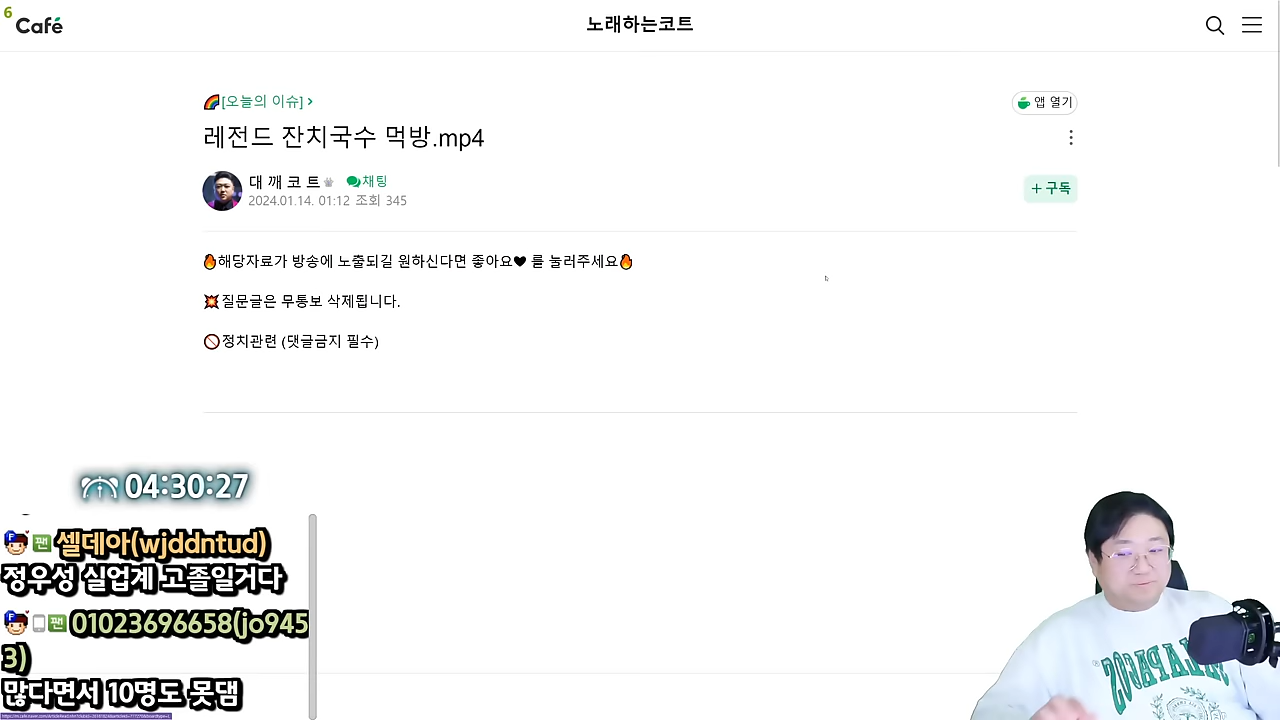 6
Café
노래하는코트
🌈[오늘의 이슈] >
앱 열기
레전드 잔치국수 먹방.mp4
대 깨 코 트 채팅
2024.01.14. 01:12 조회 345
+ 구독
🔥해당자료가 방송에 노출되길 원하신다면 좋아요🖤 를 눌러주세요🔥
💥질문글은 무통보 삭제됩니다.
🚫정치관련 (댓글금지 필수)
04:30:27
팬 셀데아(wjddntud)
정우성 실업계 고졸일거다
팬 01023696658(jo945
3)
많다면서 10명도 못댐